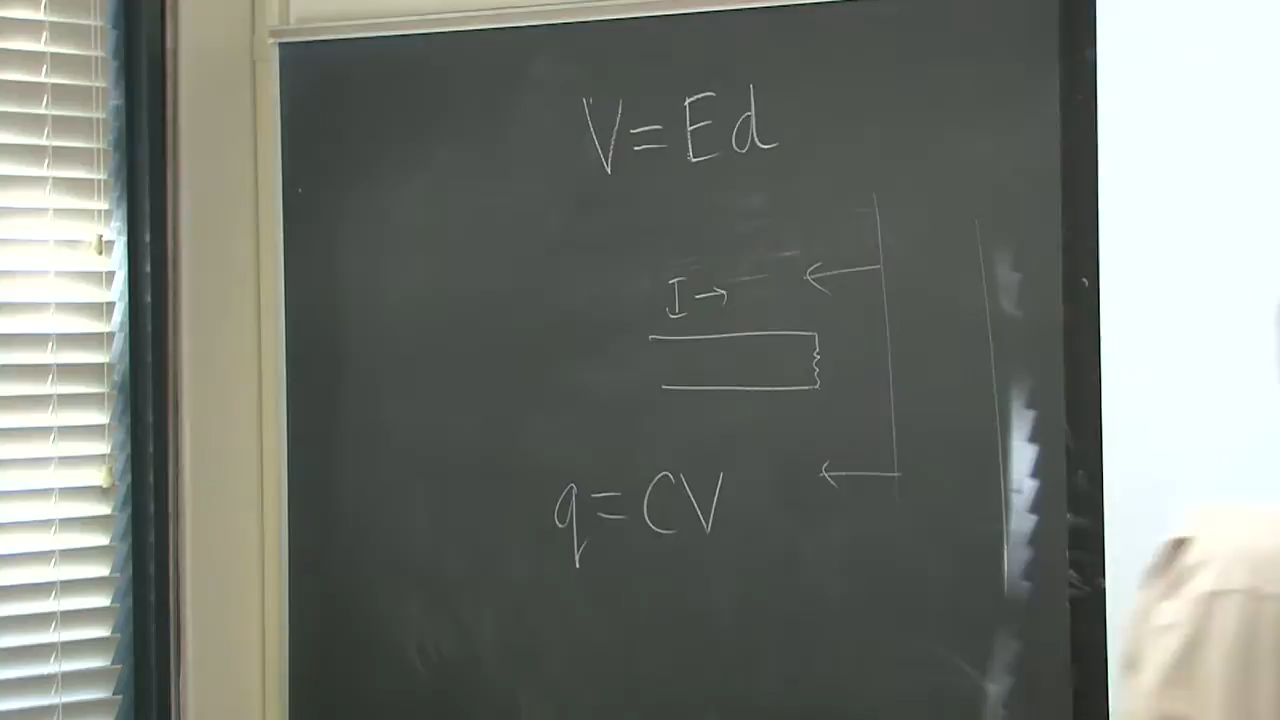 V = Ed
I →
q = CV